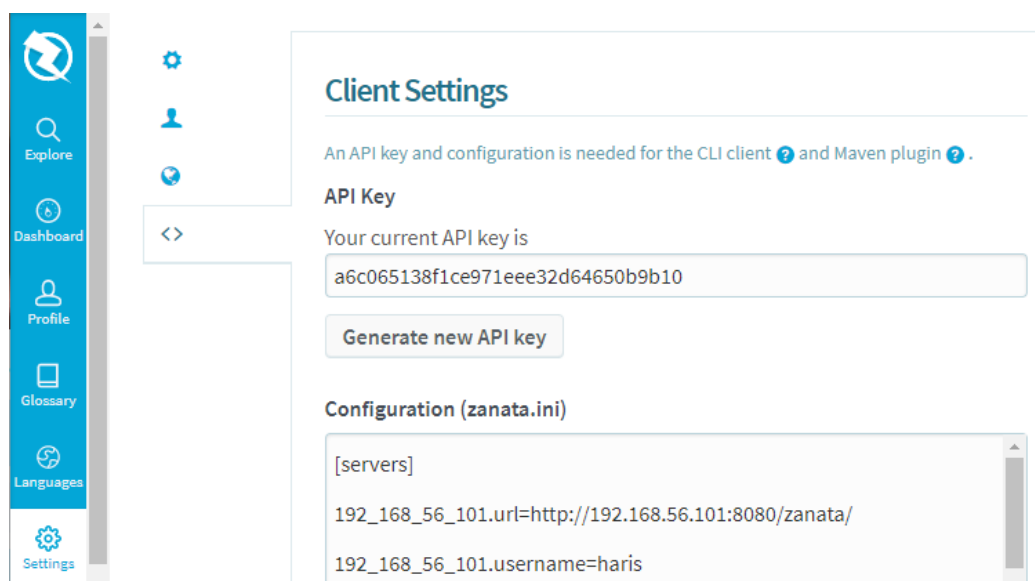 Explore
Dashboard
Profile
Glossary
Languages
Settings
Client Settings
An API key and configuration is needed for the CLI client ? and Maven plugin ? .
API Key
Your current API key is
a6c065138f1ce971eee32d64650b9b10
Generate new API key
Configuration (zanata.ini)
[servers]
192_168_56_101.url=http://192.168.56.101:8080/zanata/
192_168_56_101.username=haris